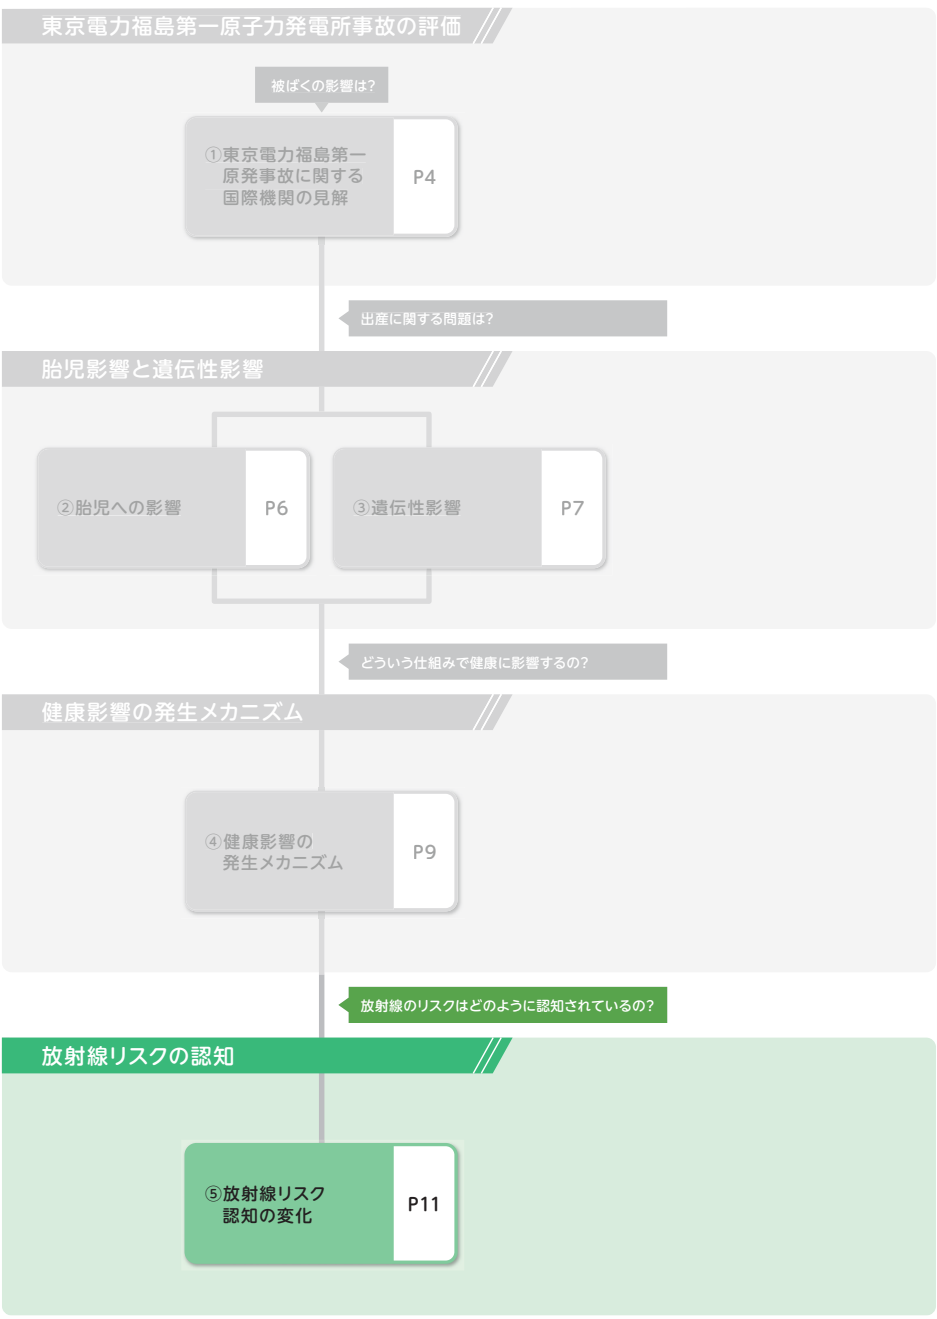 東京電力福島第一原子力発電所事故の評価
被ばくの影響は？
①東京電力福島第一
原発事故に関する
国際機関の見解
P4
出産に関する問題は？
胎児影響と遺伝性影響
②胎児への影響
P6
③遺伝性影響
P7
どういう仕組みで健康に影響するの？
健康影響の発生メカニズム
④健康影響の
発生メカニズム
P9
放射線のリスクはどのように認知されているの？
放射線リスクの認知
⑤放射線リスク
認知の変化
P11